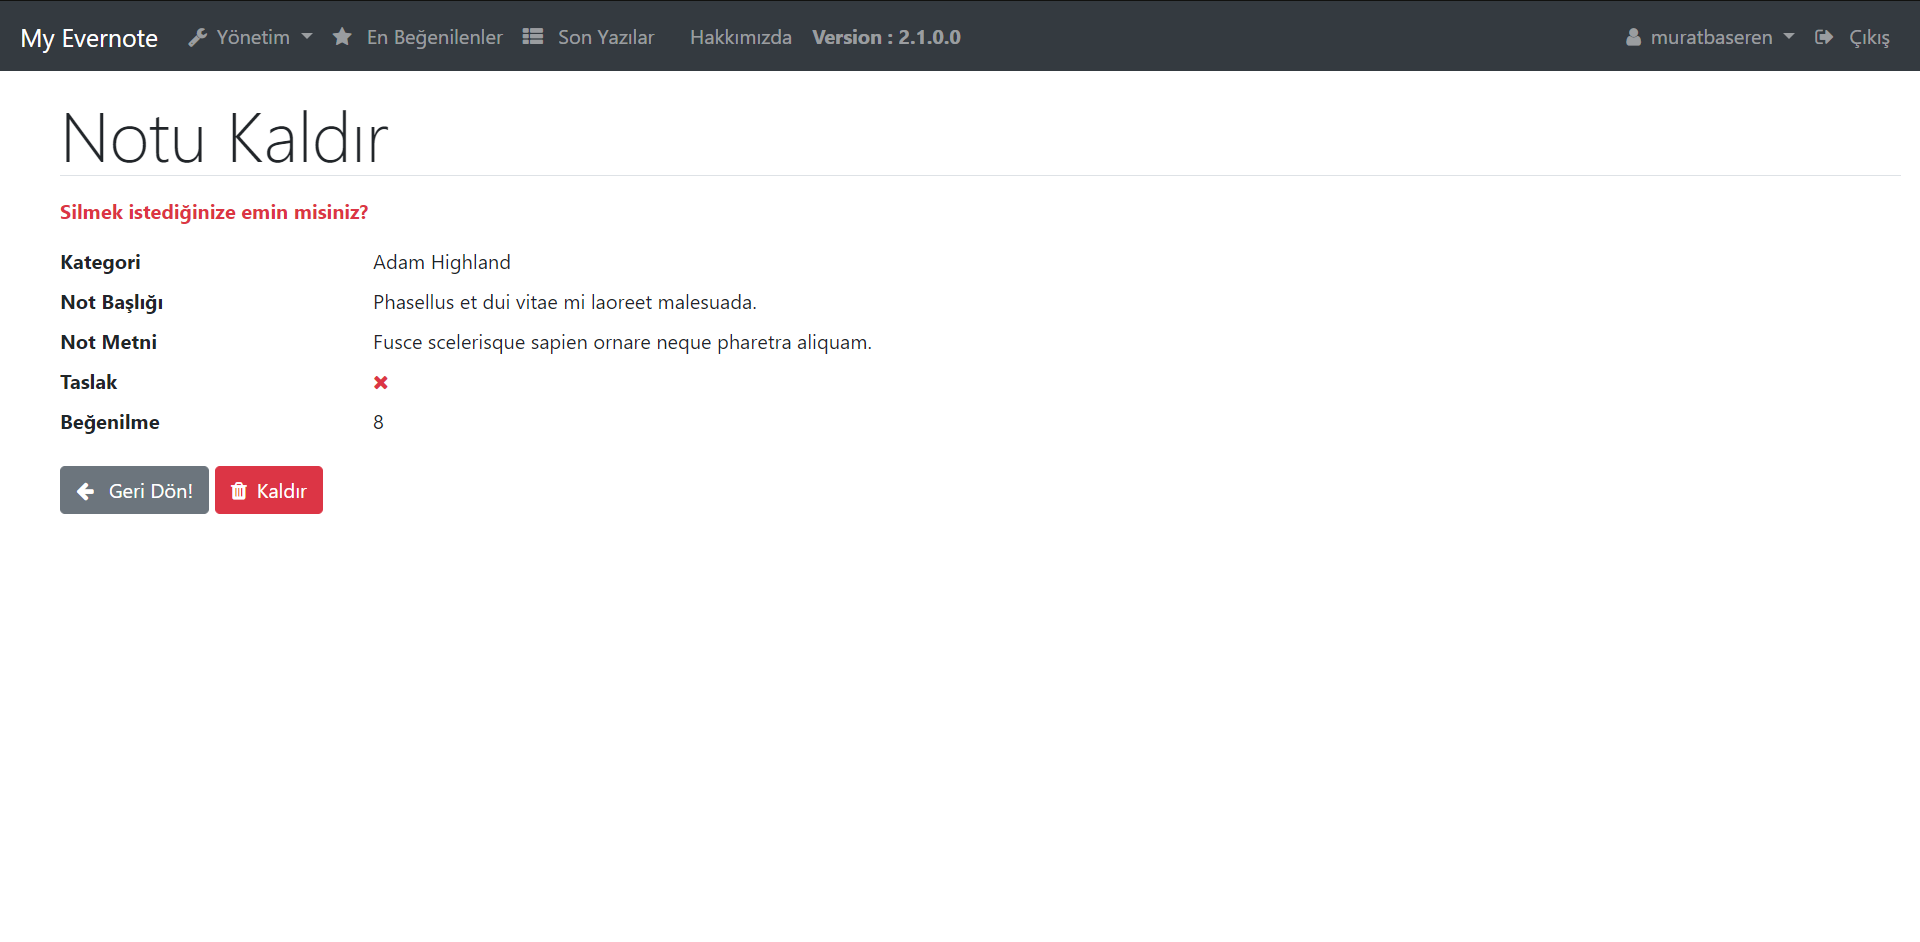 My Evernote Yönetim En Beğenilenler Son Yazılar Hakkımızda Version : 2.1.0.0 muratbaseren Çıkış
Notu Kaldır
Silmek istediğinize emin misiniz?
Kategori Adam Highland
Not Başlığı Phasellus et dui vitae mi laoreet malesuada.
Not Metni Fusce scelerisque sapien ornare neque pharetra aliquam.
Taslak
Beğenilme 8
Geri Dön! Kaldır